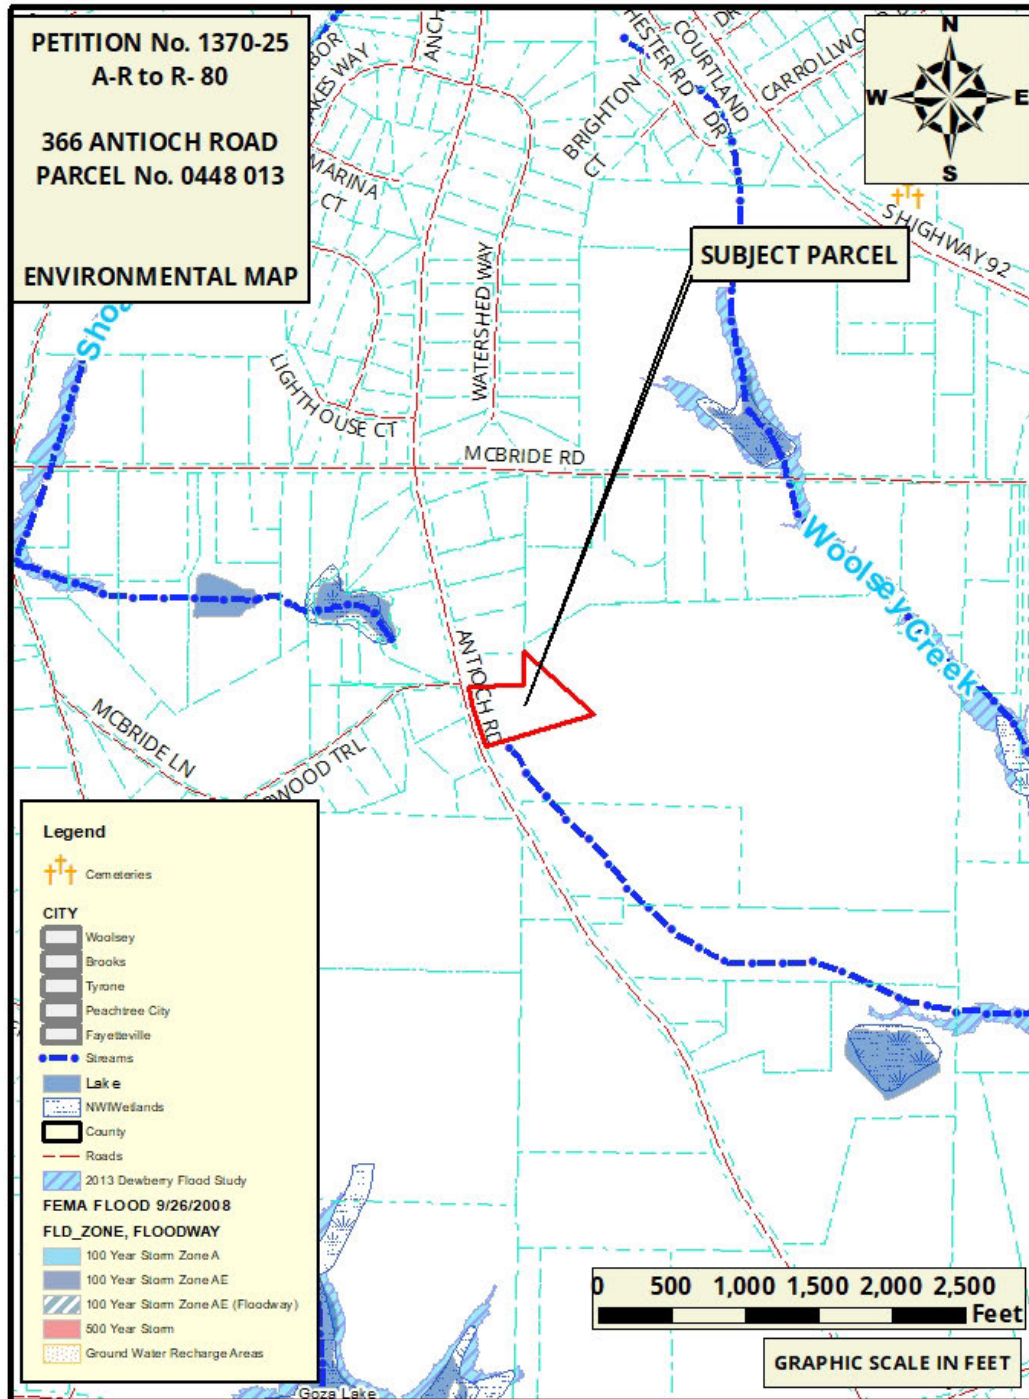 PETITION No. 1370-25
A-R to R- 80
366 ANTIOCH ROAD
PARCEL No. 0448 013
ENVIRONMENTAL MAP
N
W
E
S
COURTLAND
DR
CARROLLWO
BRIGHTON
CT
MARINA
CT
LIGHTHOUSE CT
WATERSHED WAY
S HIGHWAY 92
SUBJECT PARCEL
MCBRIDE RD
Woolsey Creek
ANTIOCH RD
MCBRIDE LN
WOOD TRL
Legend
Cemeteries
CITY
Woolsey
Brooks
Tyrone
Peachtree City
Fayetteville
Streams
Lake
NWIWetlands
County
Roads
2013 Dewberry Flood Study
FEMA FLOOD 9/26/2008
FLD_ZONE, FLOODWAY
100 Year Storm Zone A
100 Year Storm Zone AE
100 Year Storm Zone AE (Floodway)
500 Year Storm
Ground Water Recharge Areas
Goza Lake
0 500 1,000 1,500 2,000 2,500
Feet
GRAPHIC SCALE IN FEET